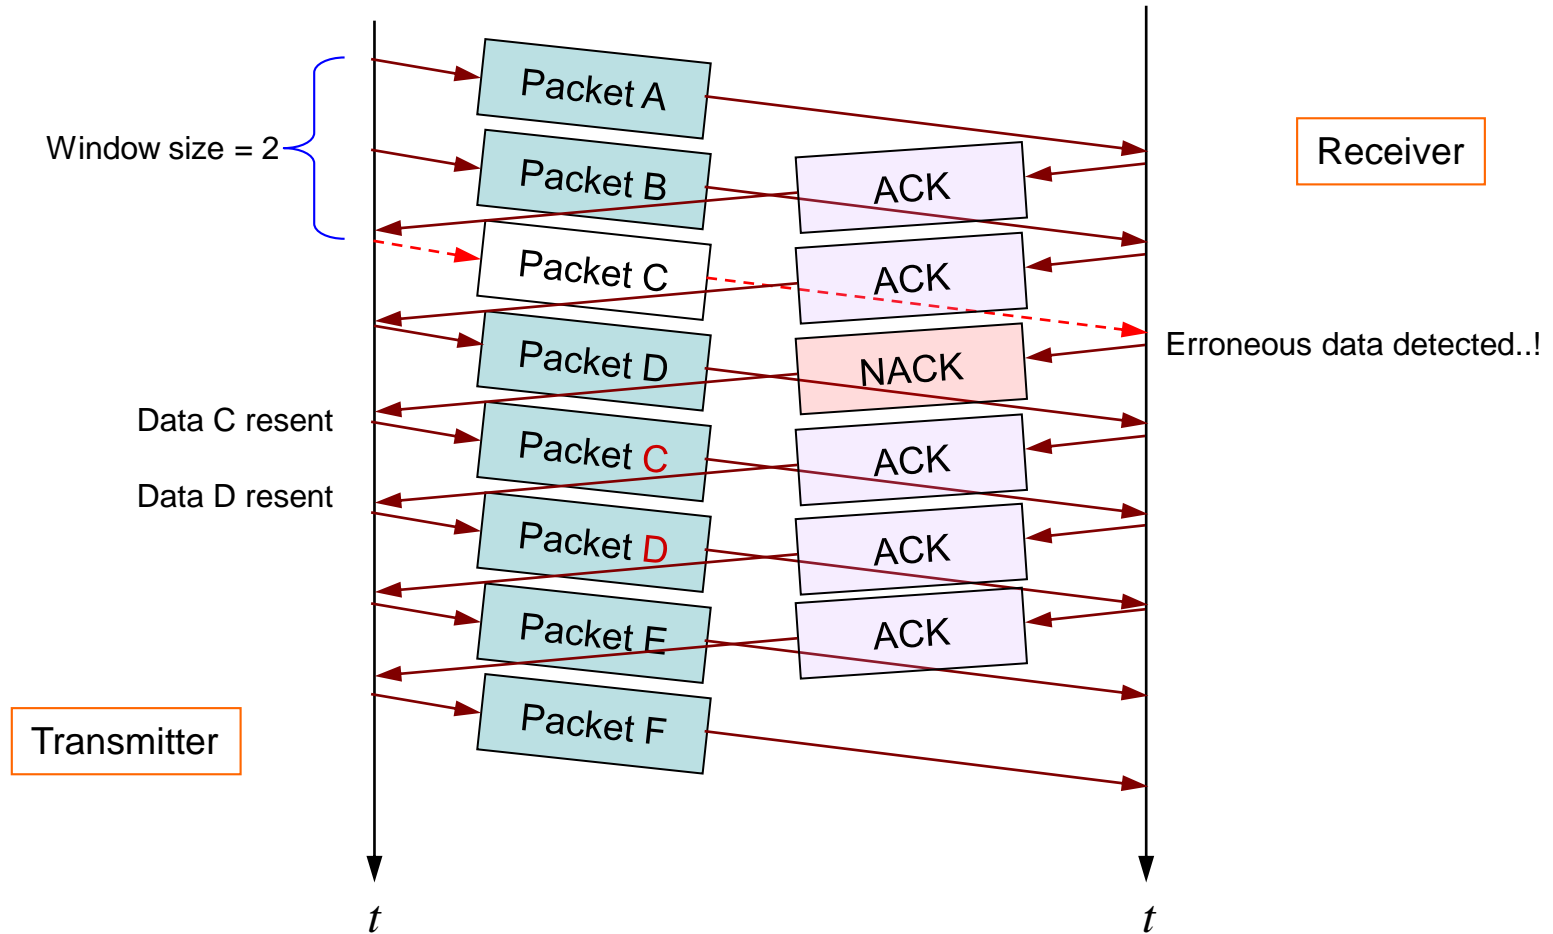 Packet A
Window size = 2
Receiver
Packet B
ACK
Packet C
ACK
Erroneous data detected..!
Packet D
NACK
Data C resent
Packet C
ACK
Data D resent
Packet D
ACK
Packet E
ACK
Transmitter
Packet F
t
t